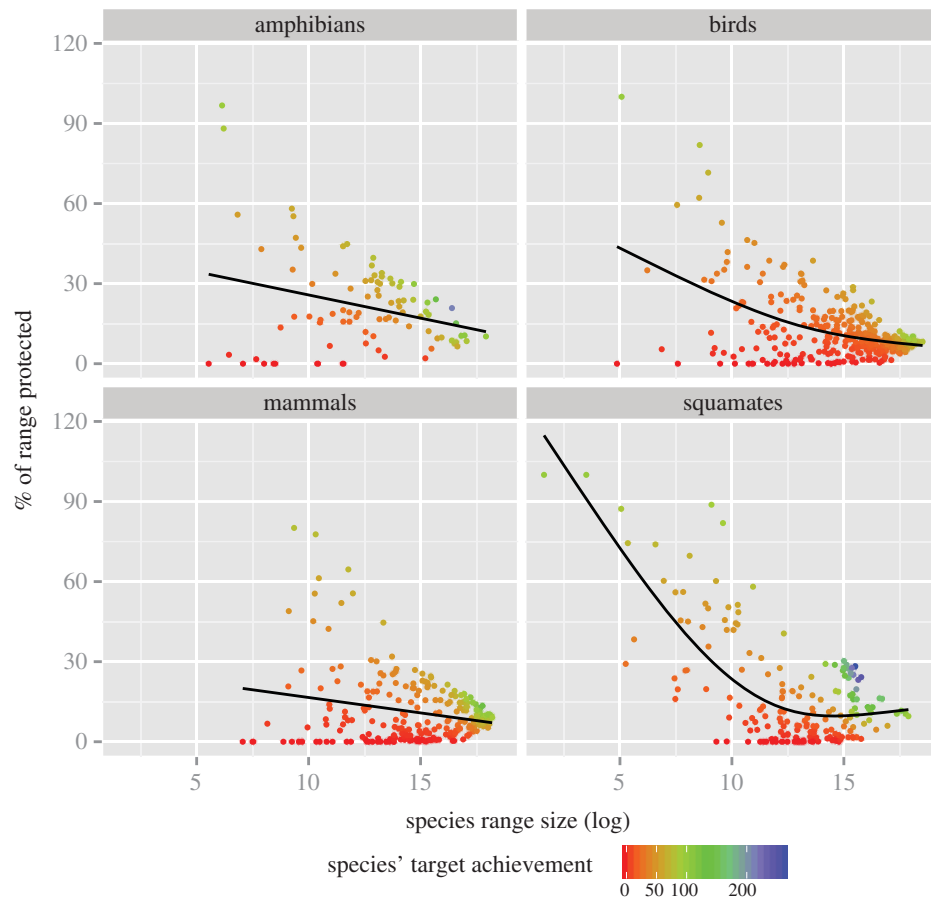 amphibians birds
120
90
60
30
0
mammals squamates
120
90
60
30
0
% of range protected
5 10 15 5 10 15
species range size (log)
species’ target achievement
0 50 100 200